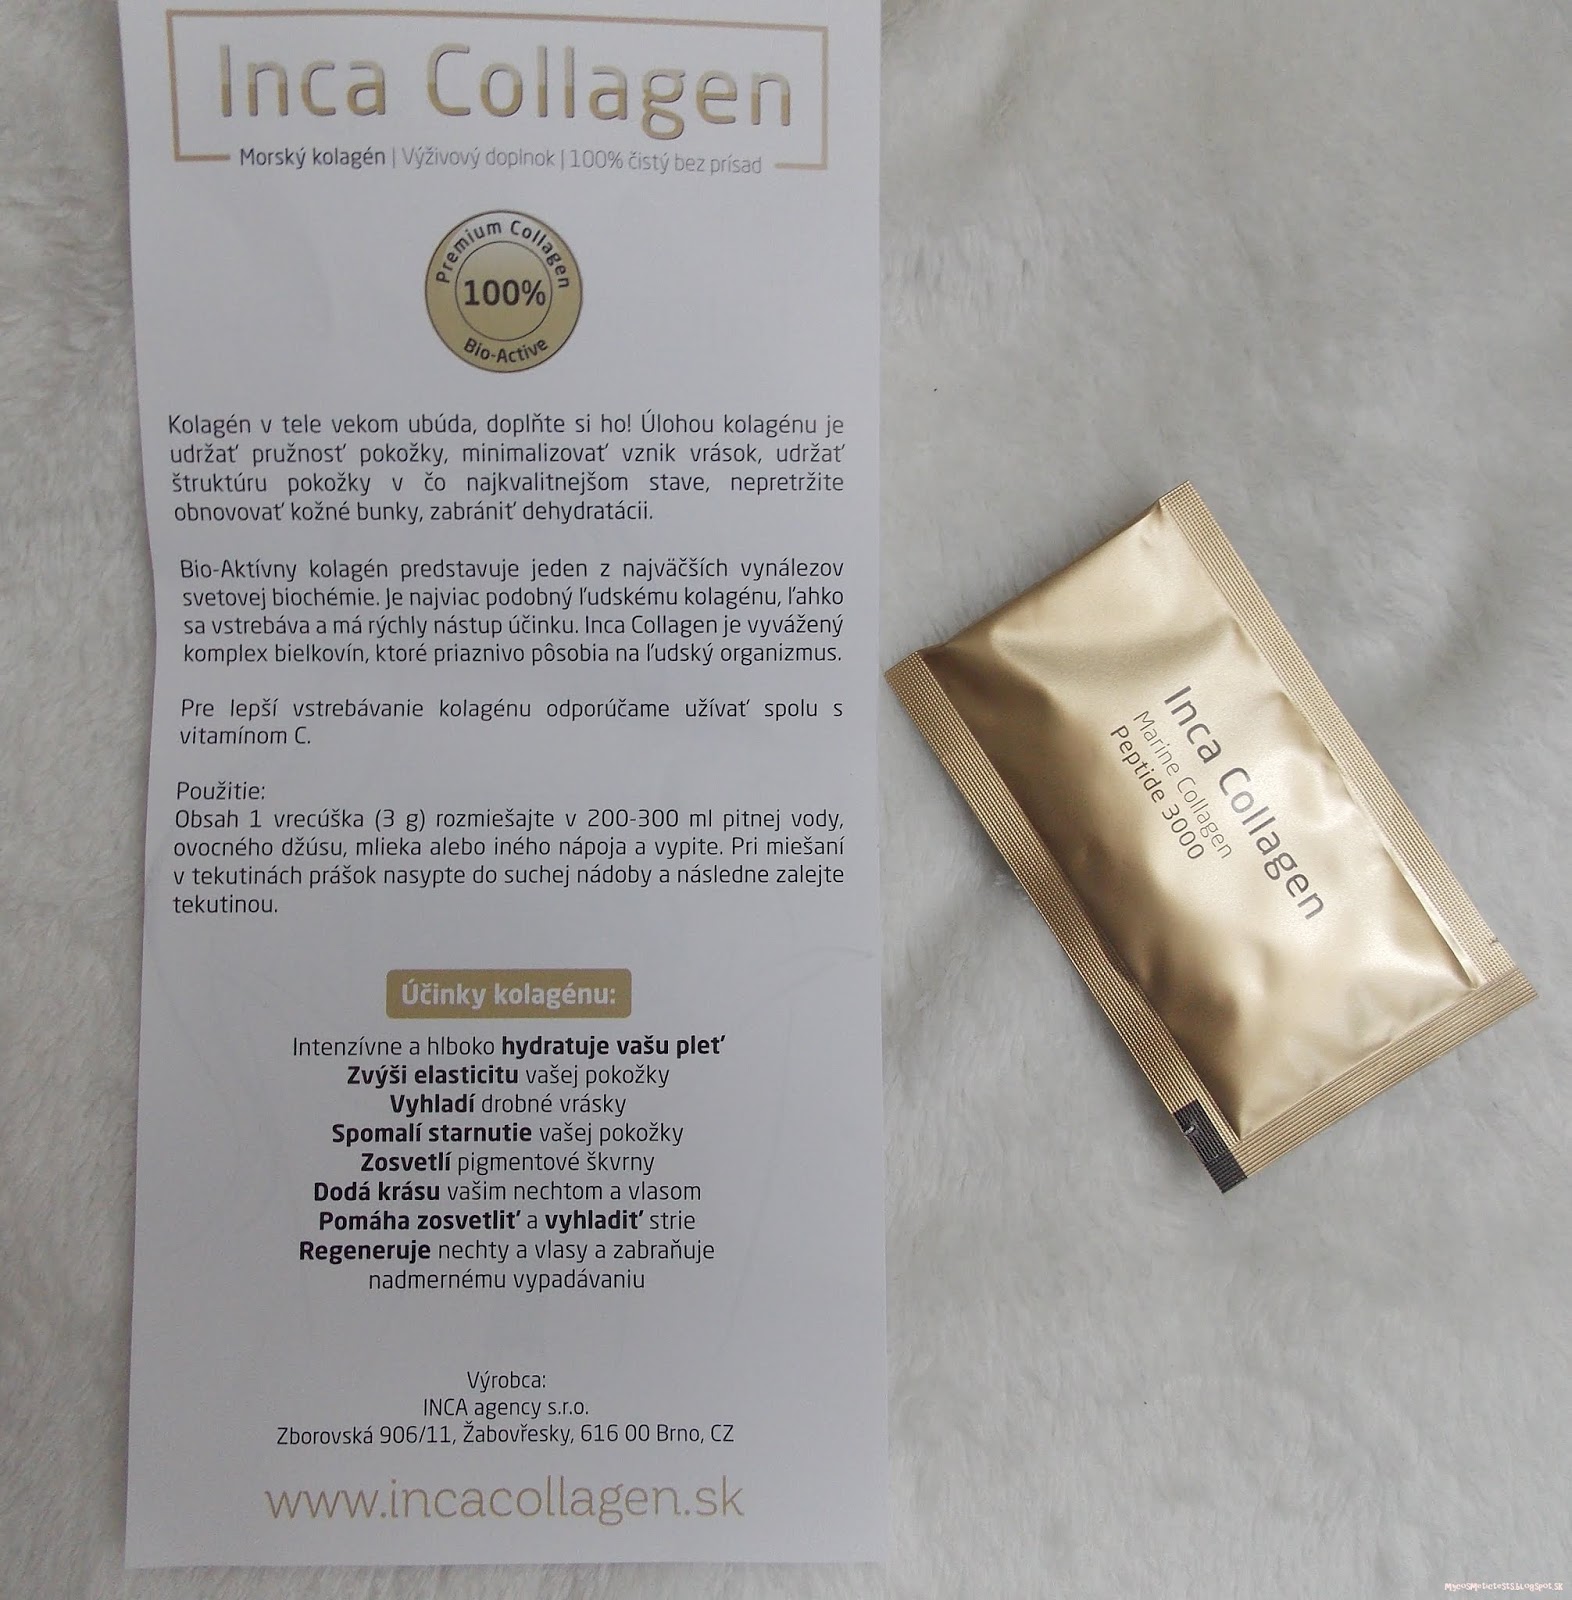 Inca Collagen
Morský kolagén | Výživový doplnok | 100% čistý bez prísad
Premium Collagen
100%
Bio-Active
Kolagén v tele vekom ubúda, doplňte si ho! Úlohou kolagénu je
udržať pružnosť pokožky, minimalizovať vznik vrások, udržať
štruktúru pokožky v čo najkvalitnejšom stave, nepretržite
obnovovať kožné bunky, zabrániť dehydratácii.
Bio-Aktívny kolagén predstavuje jeden z najväčších vynálezov
svetovej biochémie. Je najviac podobný ľudskému kolagénu, ľahko
sa vstrebáva a má rýchly nástup účinku. Inca Collagen je vyvážený
komplex bielkovín, ktoré priaznivo pôsobia na ľudský organizmus.
Pre lepší vstrebávanie kolagénu odporúčame užívať spolu s
vitamínom C.
Použitie:
Obsah 1 vrecúška (3 g) rozmiešajte v 200-300 ml pitnej vody,
ovocného džúsu, mlieka alebo iného nápoja a vypite. Pri miešaní
v tekutinách prášok nasypte do suchej nádoby a následne zalejte
tekutinou.
Účinky kolagénu:
Intenzívne a hlboko hydratuje vašu pleť
Zvýši elasticitu vašej pokožky
Vyhladí drobné vrásky
Spomalí starnutie vašej pokožky
Zosvetlí pigmentové škvrny
Dodá krásu vašim nechtom a vlasom
Pomáha zosvetliť a vyhladiť strie
Regeneruje nechty a vlasy a zabraňuje
nadmernému vypadávaniu
Výrobca:
INCA agency s.r.o.
Zborovská 906/11, Žabovřesky, 616 00 Brno, CZ
www.incacollagen.sk
Inca Collagen
Marine Collagen
Peptide 3000
mycosmetictests.blogspot.sk